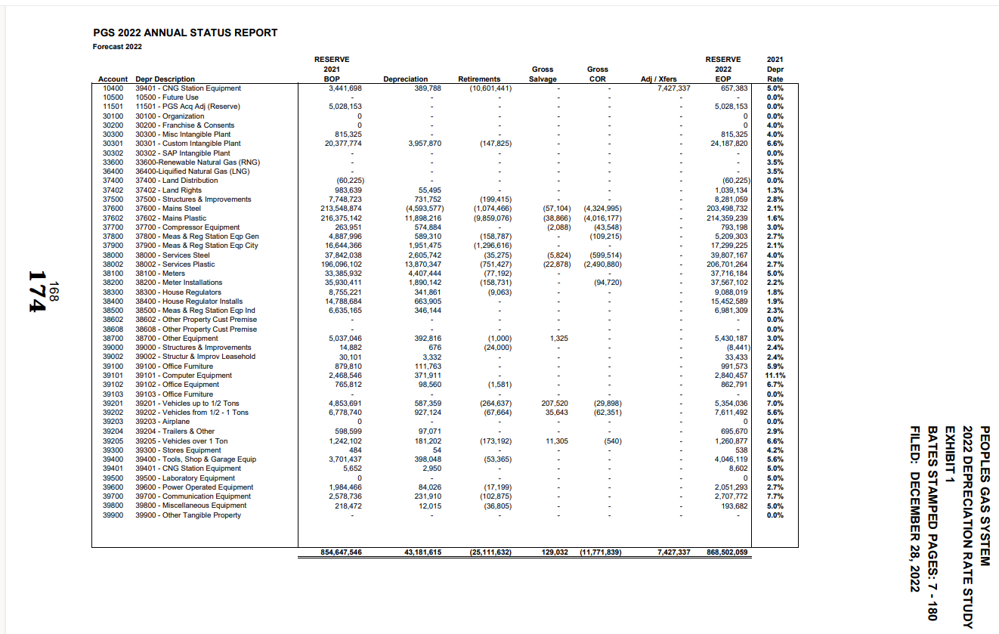 PGS 2022 ANNUAL STATUS REPORT
Forecast 2022
RESERVE RESERVE 2021
2021 Gross Gross 2022 Depr
Account Depr Description BOP Depreciation Retirements Salvage COR Adj / Xfers EOP Rate
10400 39401 - CNG Station Equipment 3,441,698 389,788 (10,601,441) - - 7,427,337 657,383 5.0%
10500 10500 - Future Use - - - - - - - 0.0%
11501 11501 - PGS Acq Adj (Reserve) 5,028,153 - - - - - 5,028,153 0.0%
30100 30100 - Organization 0 - - - - - 0 0.0%
30200 30200 - Franchise & Consents 0 - - - - - 0 4.0%
30300 30300 - Misc Intangible Plant 815,325 - - - - - 815,325 4.0%
30301 30301 - Custom Intangible Plant 20,377,774 3,957,870 (147,825) - - - 24,187,820 6.6%
30302 30302 - SAP Intangible Plant - - - - - - - 0.0%
33600 33600-Renewable Natural Gas (RNG) - - - - - - - 3.5%
36400 36400-Liquified Natural Gas (LNG) - - - - - - - 3.5%
37400 37400 - Land Distribution (60,225) - - - - - (60,225) 0.0%
37402 37402 - Land Rights 983,639 55,495 - - - - 1,039,134 1.3%
37500 37500 - Structures & Improvements 7,748,723 731,752 (199,415) - - - 8,281,059 2.8%
37600 37600 - Mains Steel 213,548,874 (4,593,577) (1,074,466) (57,104) (4,324,995) - 203,498,732 2.1%
37602 37602 - Mains Plastic 216,375,142 11,898,216 (9,859,076) (38,866) (4,016,177) - 214,359,239 1.6%
37700 37700 - Compressor Equipment 263,951 574,884 - (2,088) (43,548) - 793,198 3.0%
37800 37800 - Meas & Reg Station Eqp Gen 4,887,996 589,310 (158,787) - (109,215) - 5,209,303 2.7%
37900 37900 - Meas & Reg Station Eqp City 16,644,366 1,951,475 (1,296,616) - - - 17,299,225 2.1%
38000 38000 - Services Steel 37,842,038 2,605,742 (35,275) (5,824) (599,514) - 39,807,167 4.0%
38002 38002 - Services Plastic 196,096,102 13,870,347 (751,427) (22,878) (2,490,880) - 206,701,264 2.7%
38100 38100 - Meters 33,385,932 4,407,444 (77,192) - - - 37,716,184 5.0%
38200 38200 - Meter Installations 35,930,411 1,890,142 (158,731) - (94,720) - 37,567,102 2.2%
38300 38300 - House Regulators 8,755,221 341,861 (9,063) - - - 9,088,019 1.8%
38400 38400 - House Regulator Installs 14,788,684 663,905 - - - - 15,452,589 1.9%
38500 38500 - Meas & Reg Station Eqp Ind 6,635,165 346,144 - - - - 6,981,309 2.3%
38602 38602 - Other Property Cust Premise - - - - - - - 0.0%
38608 38608 - Other Property Cust Premise - - - - - - - 0.0%
38700 38700 - Other Equipment 5,037,046 392,816 (1,000) 1,325 - - 5,430,187 3.0%
39000 39000 - Structures & Improvements 14,882 676 (24,000) - - - (8,441) 2.4%
39002 39002 - Structur & Improv Leasehold 30,101 3,332 - - - - 33,433 2.4%
39100 39100 - Office Furniture 879,810 111,763 - - - - 991,573 5.9%
39101 39101 - Computer Equipment 2,468,546 371,911 - - - - 2,840,457 11.1%
39102 39102 - Office Equipment 765,812 98,560 (1,581) - - - 862,791 6.7%
39103 39103 - Office Furniture - - - - - - - 0.0%
39201 39201 - Vehicles up to 1/2 Tons 4,853,691 587,359 (264,637) 207,520 (29,898) - 5,354,036 7.0%
39202 39202 - Vehicles from 1/2 - 1 Tons 6,778,740 927,124 (67,664) 35,643 (62,351) - 7,611,492 5.6%
39203 39203 - Airplane 0 - - - - - 0 0.0%
39204 39204 - Trailers & Other 598,599 97,071 - - - - 695,670 2.9%
39205 39205 - Vehicles over 1 Ton 1,242,102 181,202 (173,192) 11,305 (540) - 1,260,877 6.6%
39300 39300 - Stores Equipment 484 54 - - - - 538 4.2%
39400 39400 - Tools, Shop & Garage Equip 3,701,437 398,048 (53,365) - - - 4,046,119 5.6%
39401 39401 - CNG Station Equipment 5,652 2,950 - - - - 8,602 5.0%
39500 39500 - Laboratory Equipment 0 - - - - - 0 5.0%
39600 39600 - Power Operated Equipment 1,984,466 84,026 (17,199) - - - 2,051,293 2.7%
39700 39700 - Communication Equipment 2,578,736 231,910 (102,875) - - - 2,707,772 7.7%
39800 39800 - Miscellaneous Equipment 218,472 12,015 (36,805) - - - 193,682 5.0%
39900 39900 - Other Tangible Property - - - - - - - 0.0%
854,647,546 43,181,615 (25,111,632) 129,032 (11,771,839) 7,427,337 868,502,059
168
174
PEOPLES GAS SYSTEM
2022 DEPRECIATION RATE STUDY
EXHIBIT 1
BATES STAMPED PAGES: 7 - 180
FILED: DECEMBER 28, 2022